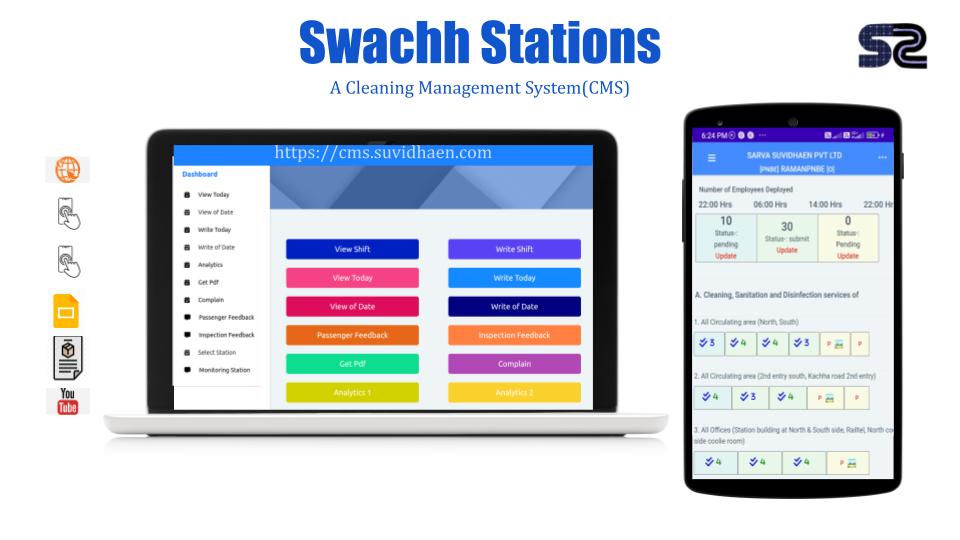 Swachh Stations
A Cleaning Management System(CMS)
S2
https://cms.suvidhaen.com
Dashboard
View Today
View of Date
Write Today
Write of Date
Analytics
Get Pdf
Complain
Passenger Feedback
Inspection Feedback
Select Station
Monitoring Station
View Shift
Write Shift
View Today
Write Today
View of Date
Write of Date
Passenger Feedback
Inspection Feedback
Get Pdf
Complain
Analytics 1
Analytics 2
You
Tube
6:24 PM
SARVA SUVIDHAEN PVT LTD
[PNBE] RAMANPNBE [O]
Number of Employees Deployed
22:00 Hrs 06:00 Hrs 14:00 Hrs 22:00 Hr
10 30 0
Status-: Status-: submit Status-:
pending Update Pending
Update Update
A. Cleaning, Sanitation and Disinfection services of
1. All Circulating area (North, South)
3 4 4 3 P P
2. All Circulating area (2nd entry south, Kachha road 2nd entry)
4 3 4 P P
3. All Offices (Station building at North & South side, Railtel, North co
side coolie room)
4 4 4 P